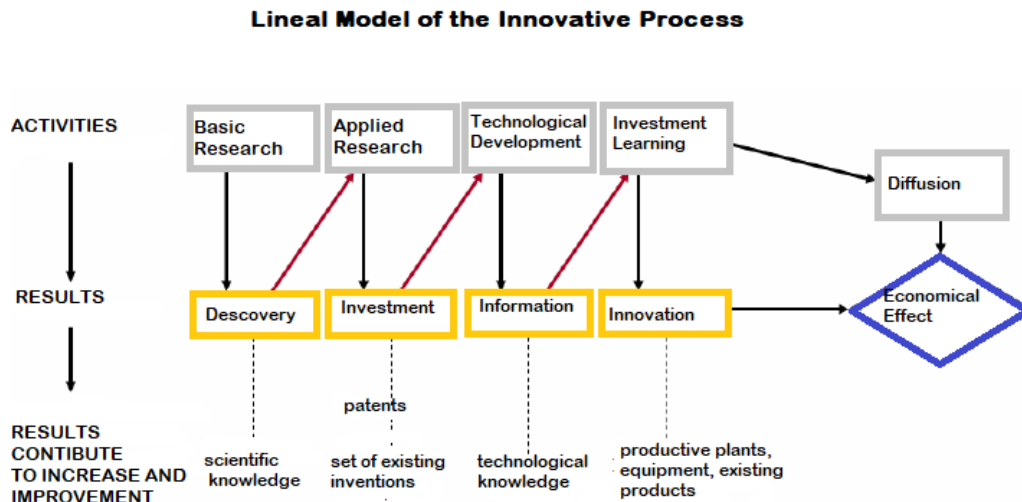 Lineal Model of the Innovative Process
ACTIVITIES
Basic
Research
Applied
Research
Technological
Development
Investment
Learning
Diffusion
RESULTS
Descovery
Investment
Information
Innovation
Economical
Effect
patents
RESULTS
CONTIBUTE
TO INCREASE AND
IMPROVEMENT
scientific
knowledge
set of existing
inventions
technological
knowledge
productive plants,
equipment, existing
products